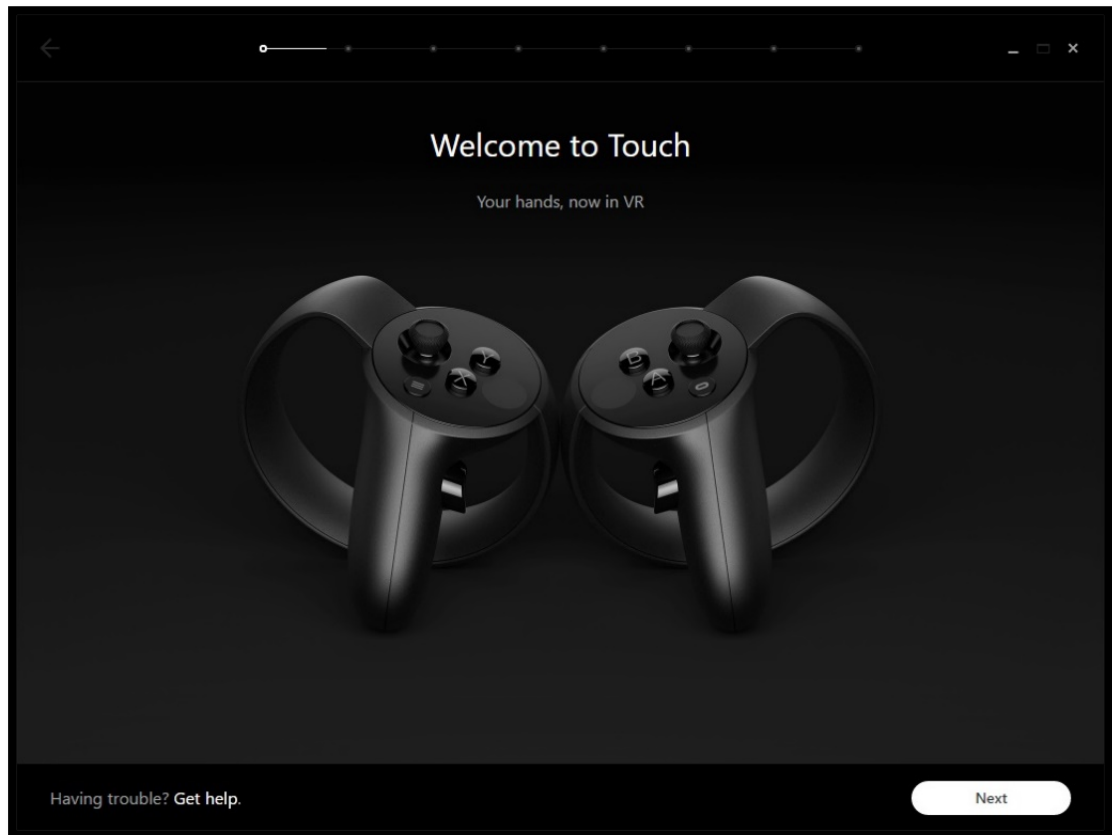 Welcome to Touch
Your hands, now in VR
Y
X
B
A
Having trouble? Get help.
Next